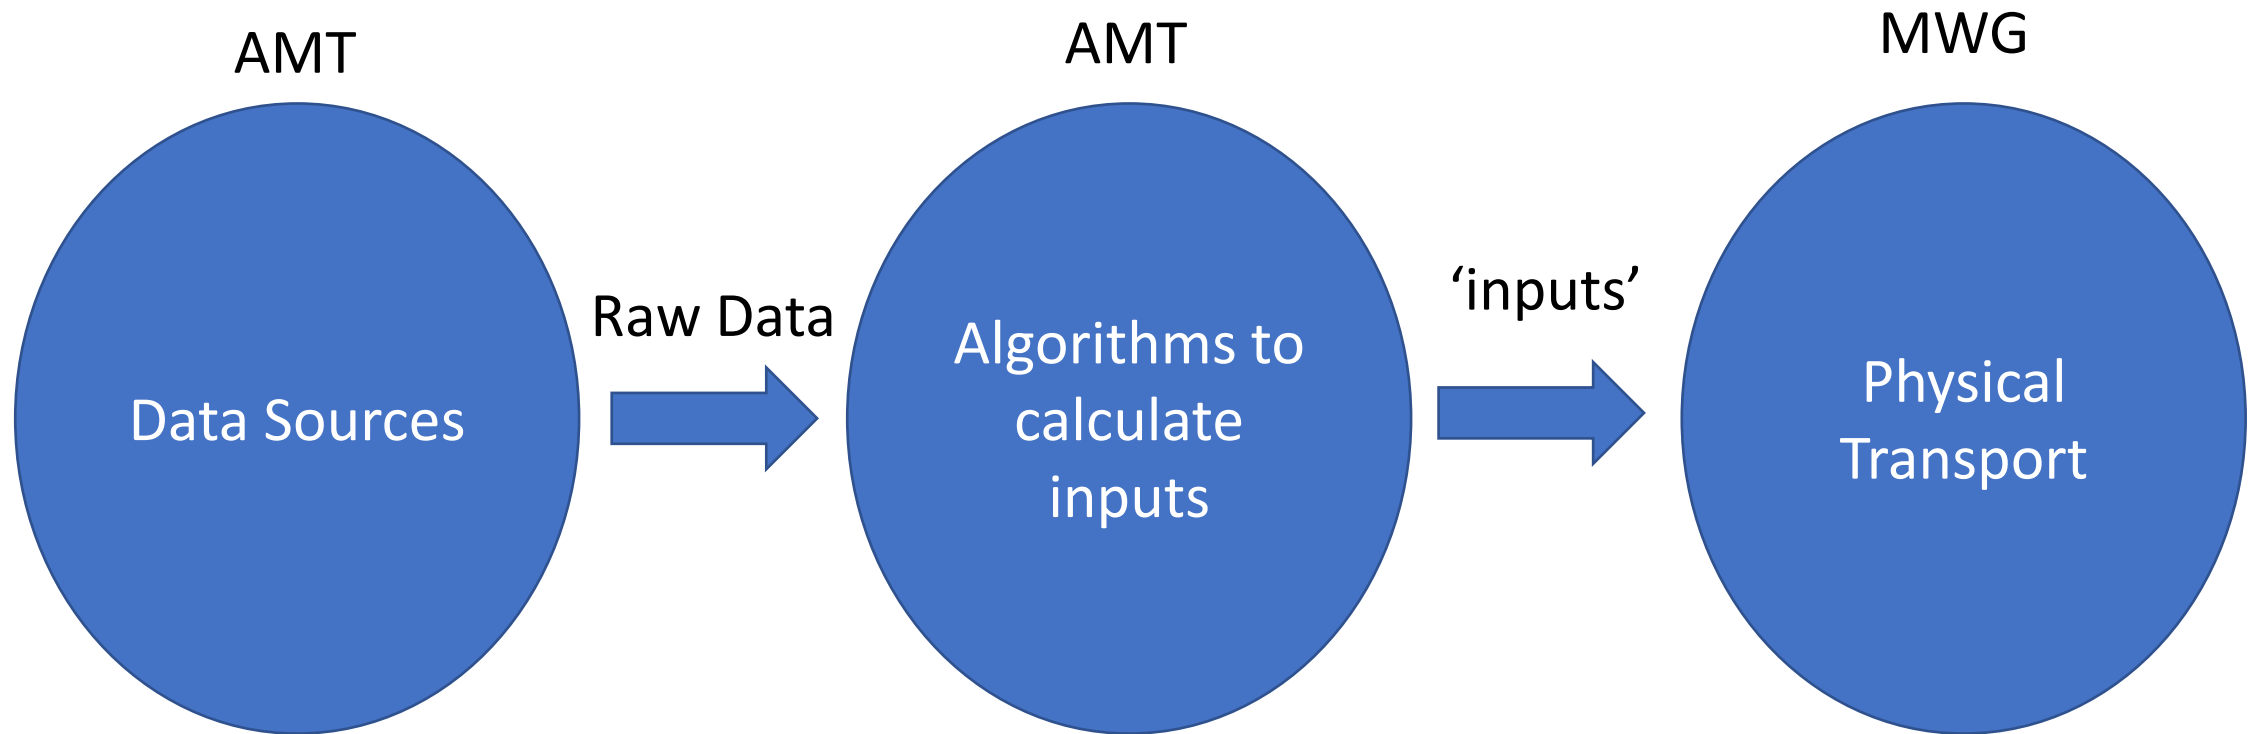 AMT
AMT
MWG
Data Sources
Raw Data
Algorithms to
calculate
inputs
‘inputs’
Physical
Transport